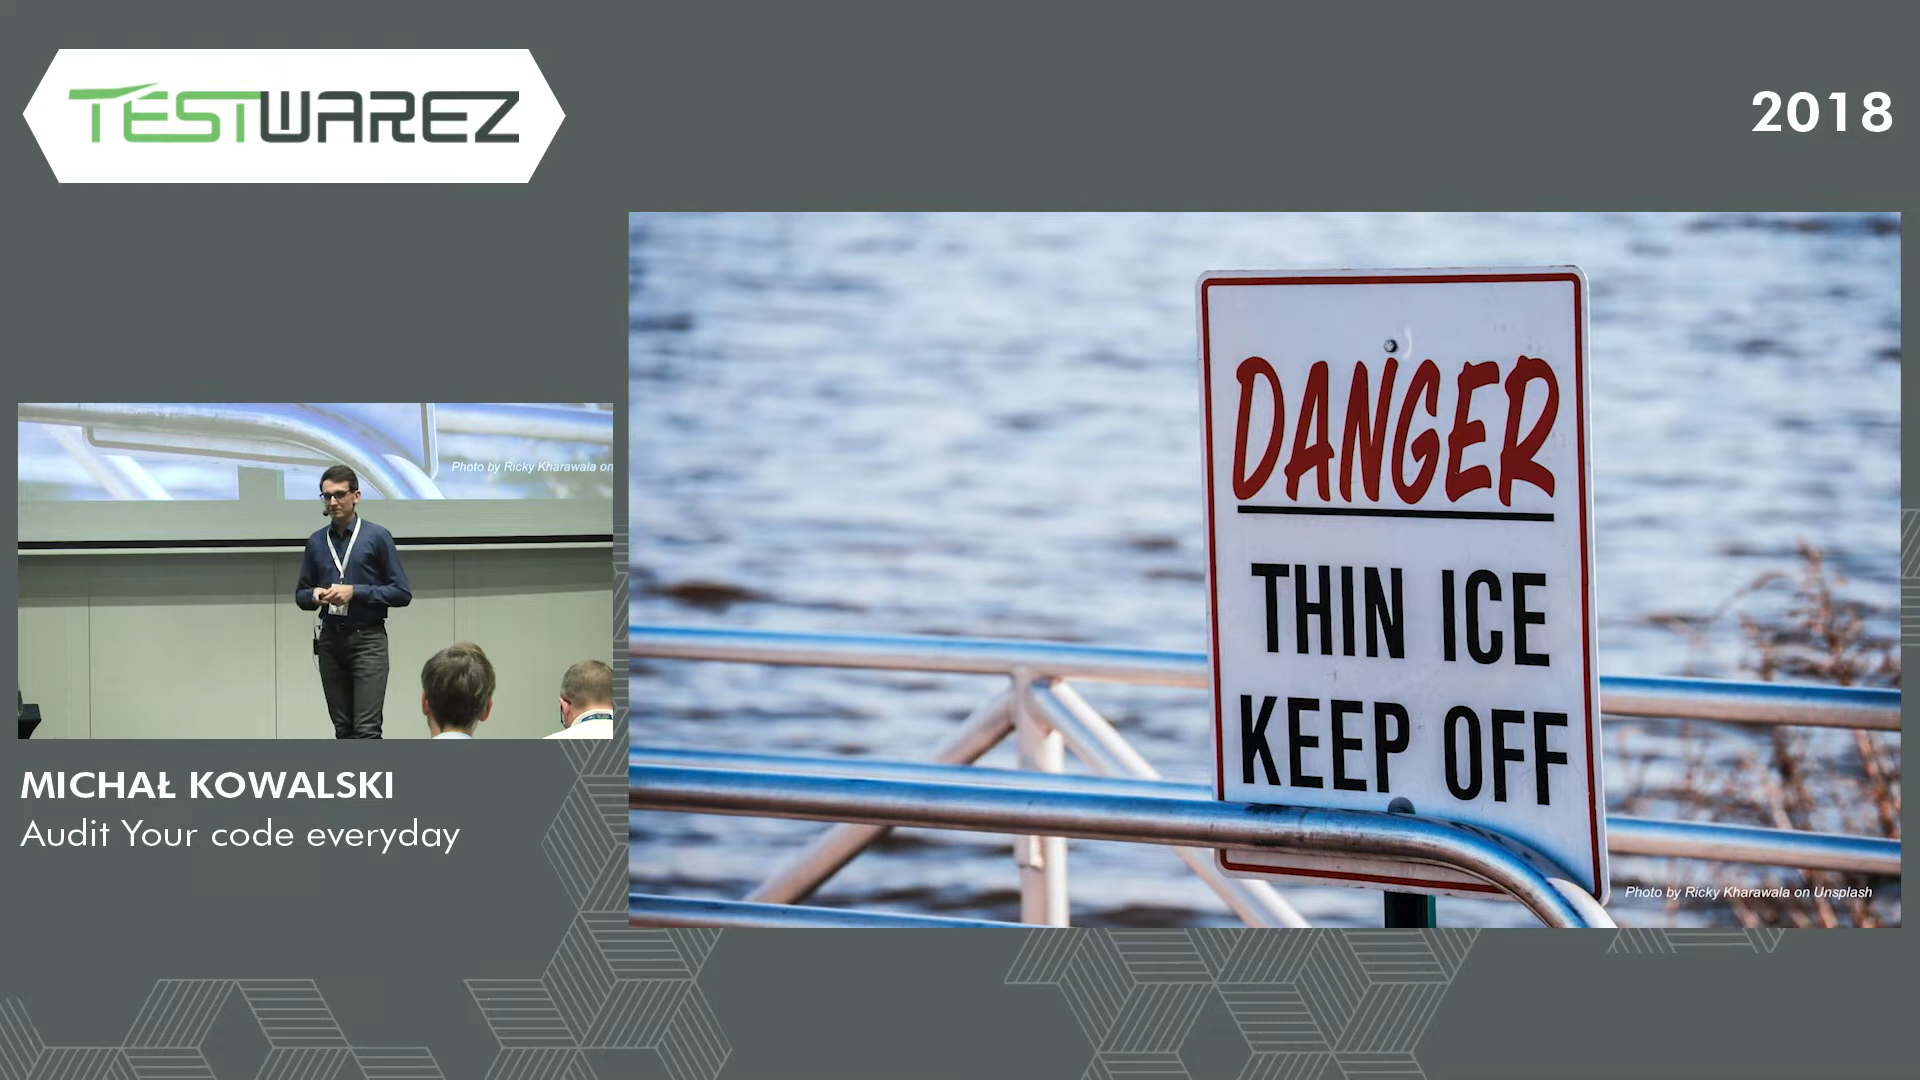 TESTWAREZ
2018
Photo by Ricky Kharawala on
MICHAŁ KOWALSKI
Audit Your code everyday
DANGER
THIN ICE
KEEP OFF
Photo by Ricky Kharawala on Unsplash